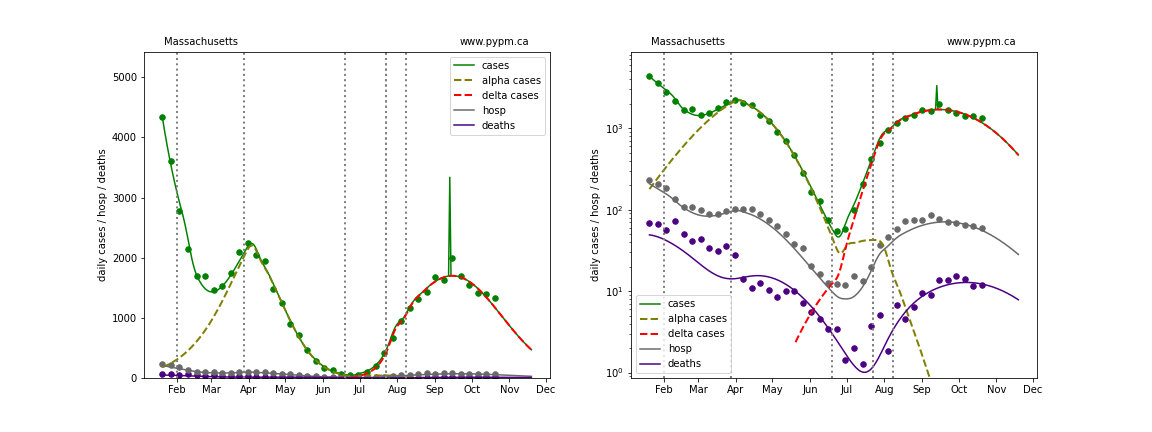 Massachusetts www.pypm.ca
5000
4000
3000
2000
1000
0
daily cases / hosp / deaths
cases
alpha cases
delta cases
hosp
deaths
Feb Mar Apr May Jun Jul Aug Sep Oct Nov Dec
Massachusetts www.pypm.ca
10³
10²
10¹
10⁰
daily cases / hosp / deaths
cases
alpha cases
delta cases
hosp
deaths
Feb Mar Apr May Jun Jul Aug Sep Oct Nov Dec